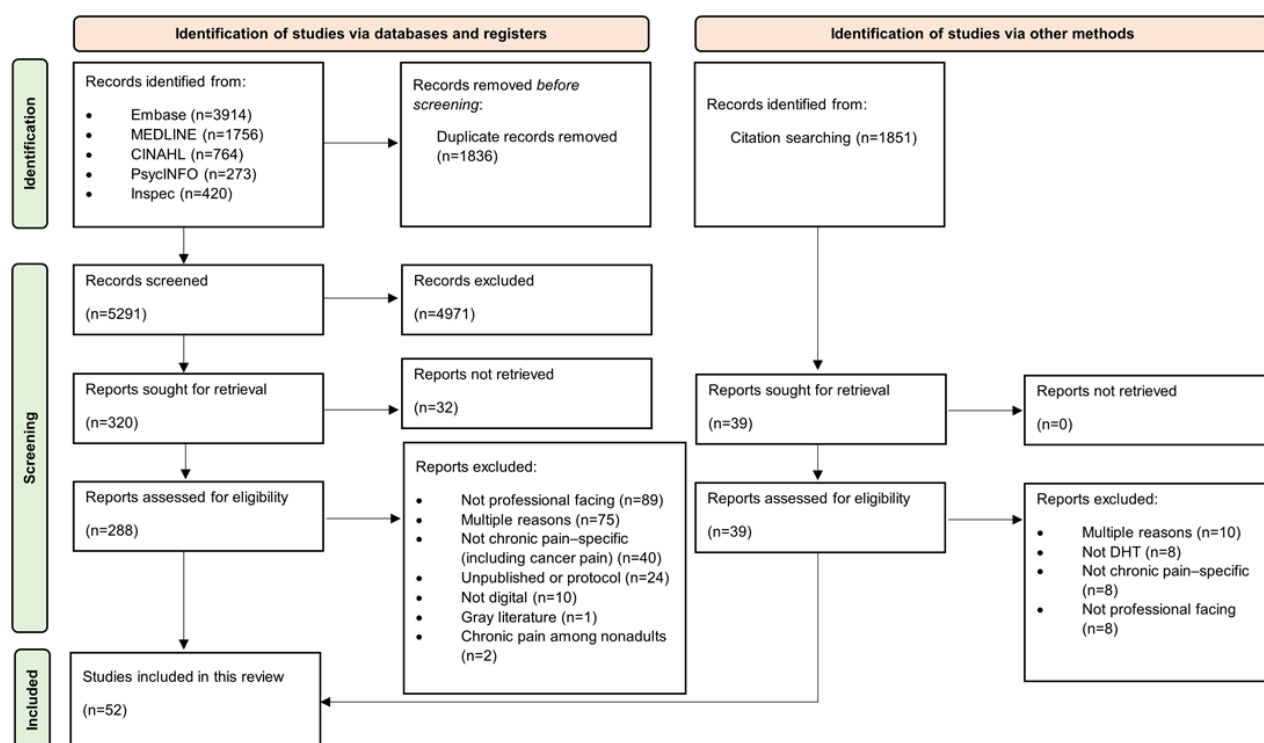 Identification of studies via databases and registers
Identification of studies via other methods
Identification
Records identified from:
• Embase (n=3914)
• MEDLINE (n=1756)
• CINAHL (n=764)
• PsycINFO (n=273)
• Inspec (n=420)
Records removed before
screening:
Duplicate records removed
(n=1836)
Records identified from:
Citation searching (n=1851)
Screening
Records screened
(n=5291)
Records excluded
(n=4971)
Reports sought for retrieval
(n=320)
Reports not retrieved
(n=32)
Reports sought for retrieval
(n=39)
Reports not retrieved
(n=0)
Reports assessed for eligibility
(n=288)
Reports excluded:
• Not professional facing (n=89)
• Multiple reasons (n=75)
• Not chronic pain–specific
(including cancer pain) (n=40)
• Unpublished or protocol (n=24)
• Not digital (n=10)
• Gray literature (n=1)
• Chronic pain among nonadults
(n=2)
Reports assessed for eligibility
(n=39)
Reports excluded:
• Multiple reasons (n=10)
• Not DHT (n=8)
• Not chronic pain–specific
(n=8)
• Not professional facing
(n=8)
Included
Studies included in this review
(n=52)